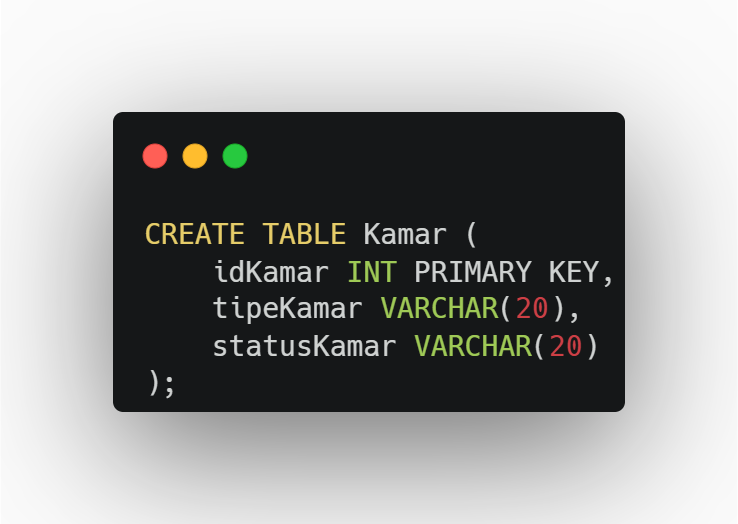 CREATE TABLE Kamar (
    idKamar INT PRIMARY KEY,
    tipeKamar VARCHAR(20),
    statusKamar VARCHAR(20)
);